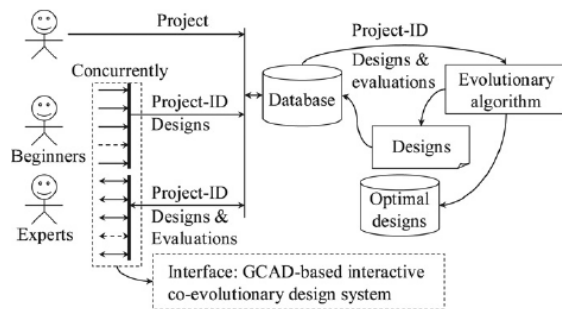 Project
Project-ID
Concurrently
Designs &
evaluations
Evolutionary
algorithm
Project-ID
Database
Designs
Beginners
Designs
Project-ID
Optimal
designs
Experts
Designs &
Evaluations
Interface: GCAD-based interactive
co-evolutionary design system